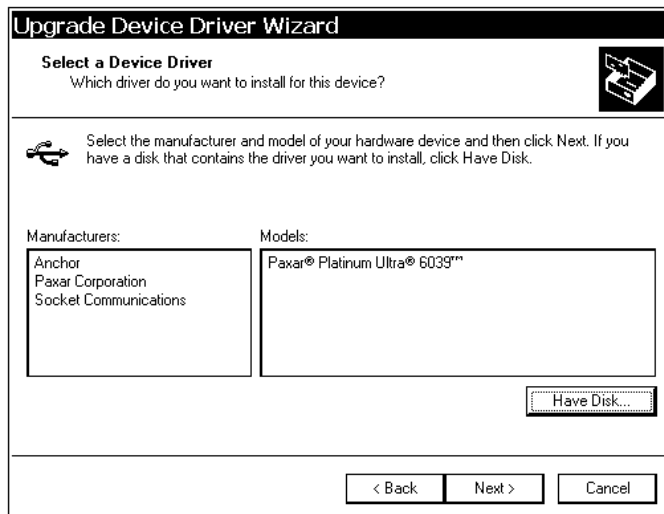 Upgrade Device Driver Wizard
Select a Device Driver
Which driver do you want to install for this device?
Select the manufacturer and model of your hardware device and then click Next. If you
have a disk that contains the driver you want to install, click Have Disk.
Manufacturers:
Anchor
Paxar Corporation
Socket Communications
Models:
Paxar® Platinum Ultra® 6039™
Have Disk...
< Back
Next >
Cancel